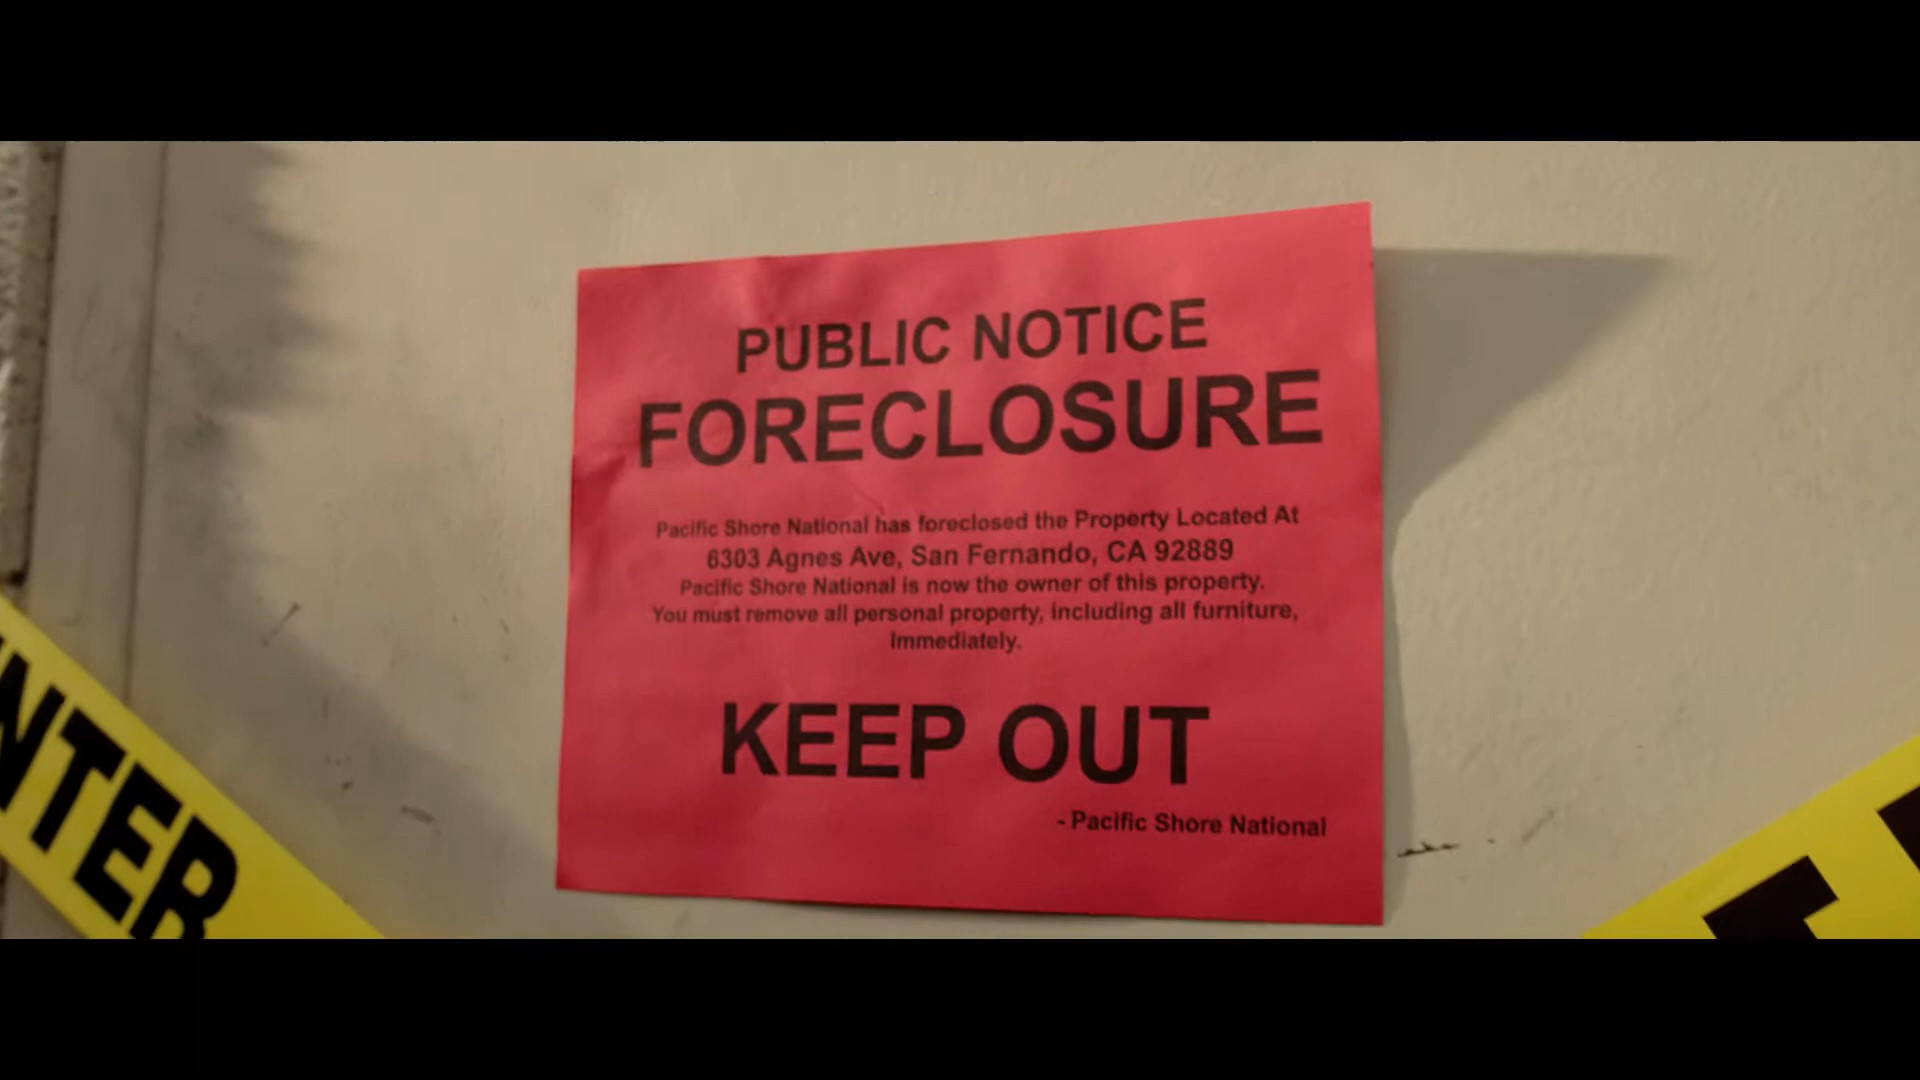 PUBLIC NOTICE
FORECLOSURE
Pacific Shore National has foreclosed the Property Located At
6303 Agnes Ave, San Fernando, CA 92889
Pacific Shore National is now the owner of this property.
You must remove all personal property, including all furniture,
Immediately.
KEEP OUT
- Pacific Shore National